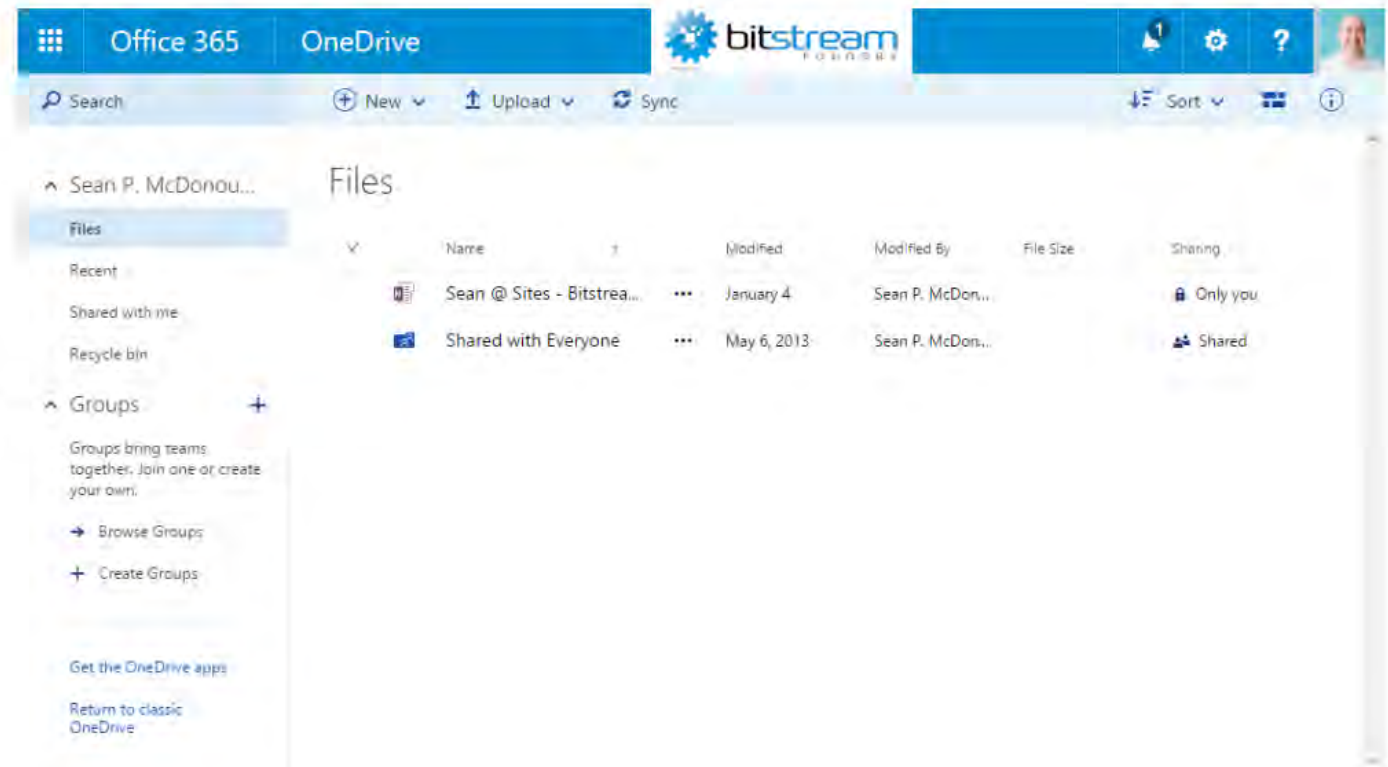 Office 365
OneDrive
bitstream
FOUNDRY
1
?
Search
New
Upload
Sync
Sort
Sean P. McDonou...
Files
Recent
Shared with me
Recycle bin
Groups
Groups bring teams
together. Join one or create
your own.
Browse Groups
Create Groups
Get the OneDrive apps
Return to classic
OneDrive
Files
Name Modified Modified By File Size Sharing
Sean @ Sites - Bitstrea... ••• January 4 Sean P. McDon... Only you
Shared with Everyone ••• May 6, 2013 Sean P. McDon... Shared